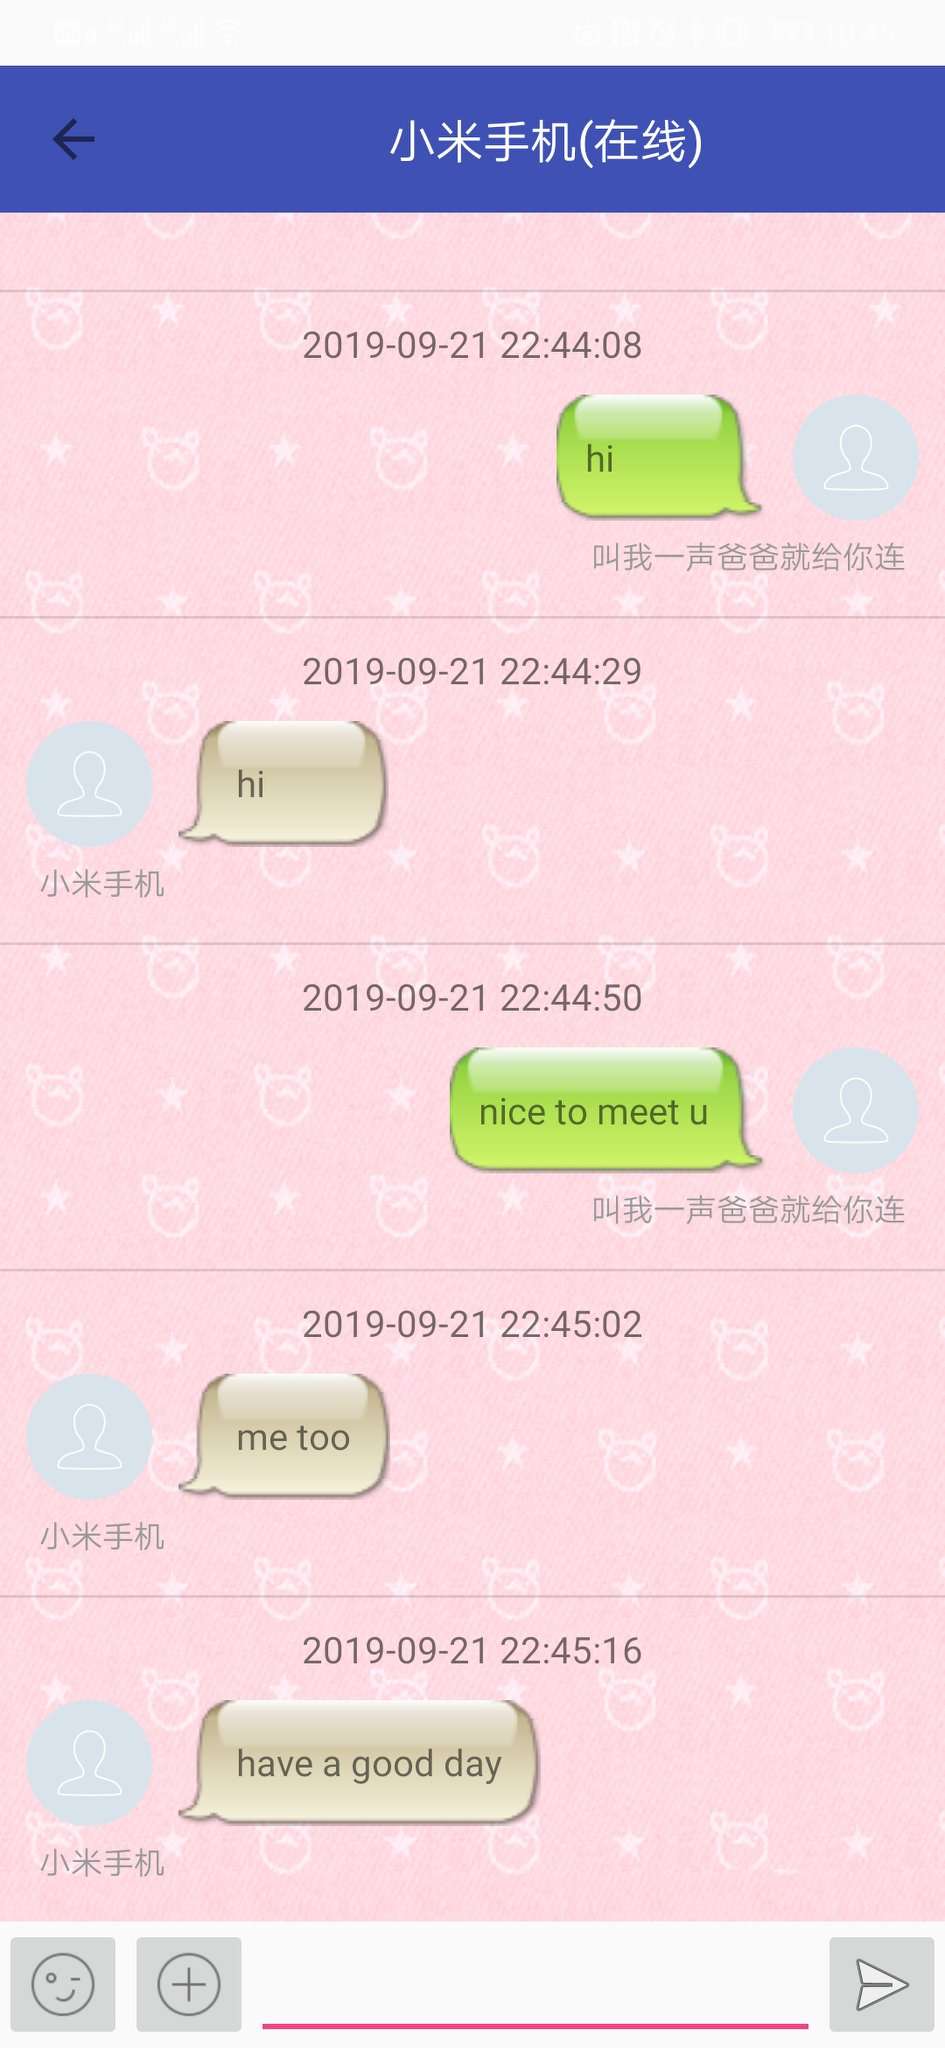 小米手机(在线)
2019-09-21 22:44:08
hi
叫我一声爸爸就给你连
2019-09-21 22:44:29
hi
小米手机
2019-09-21 22:44:50
nice to meet u
叫我一声爸爸就给你连
2019-09-21 22:45:02
me too
小米手机
2019-09-21 22:45:16
have a good day
小米手机